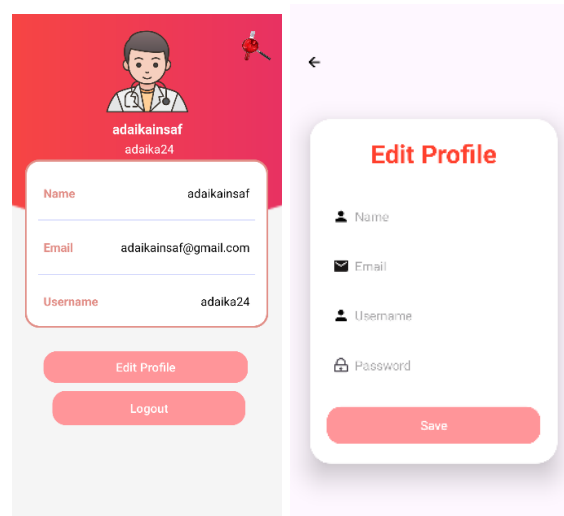 adaikainsaf
adaika24
Name adaikainsaf
Email adaikainsaf@gmail.com
Username adaika24
Edit Profile
Logout
Edit Profile
Name
Email
Username
Password
Save